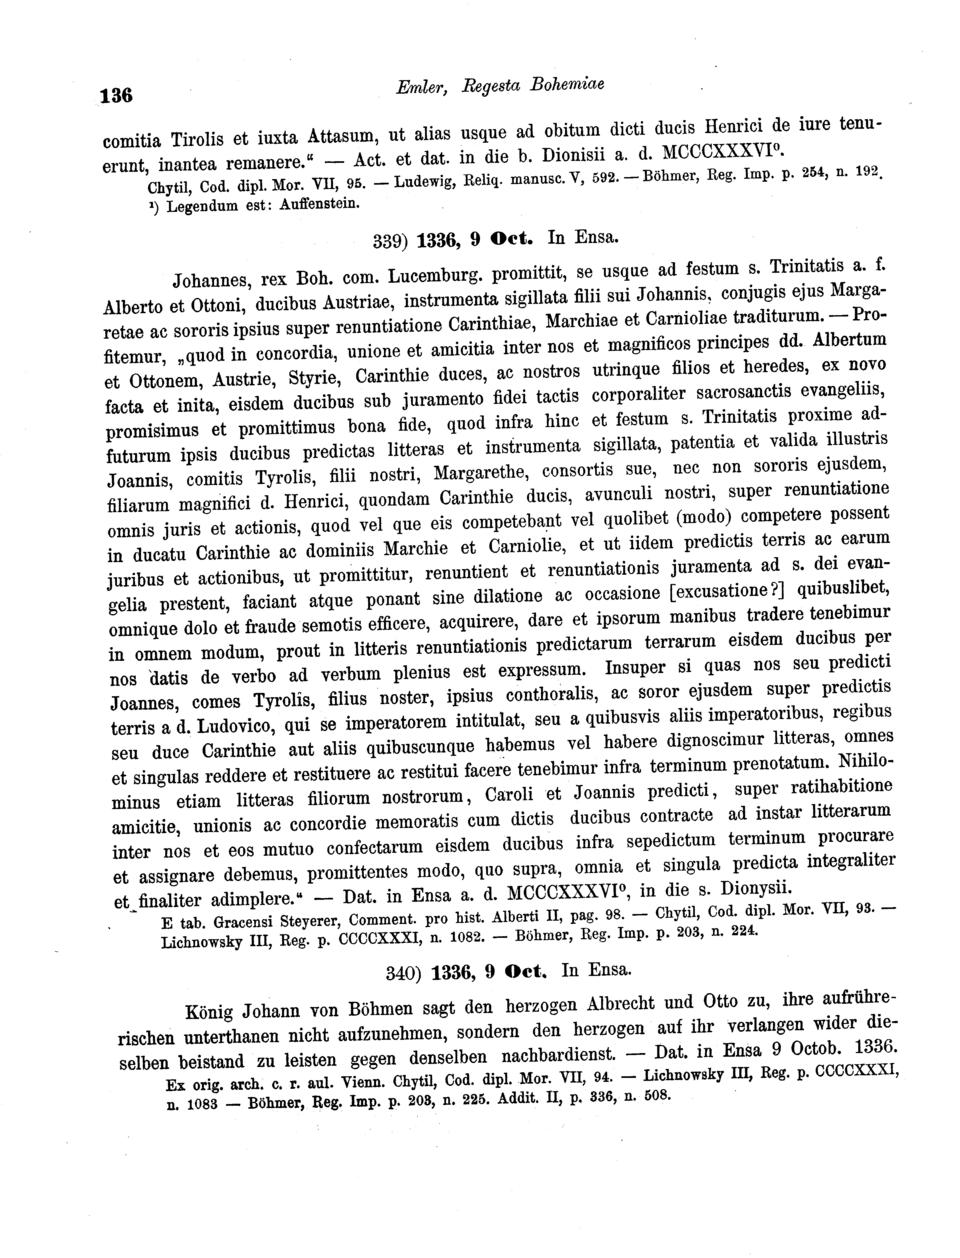 136
Emler, Regesta Bohemiae
comitia Tirolis et iuxta Attasum, ut alias usque ad obitum dicti ducis Henrici de iure tenu-
erunt, inantea remanere.“ — Act. et dat. in die b. Dionisii a. d. MCCCXXXVIº.
Chytil, Cod. dipl. Mor. VII, 95. — Ludewig, Reliq. manusc. V, 592. — Böhmer, Reg. Imp. p. 254, n. 192.
¹) Legendum est: Auffenstein.
339) 1336, 9 Oct. In Ensa.
Johannes, rex Boh. com. Lucemburg. promittit, se usque ad festum s. Trinitatis a. f.
Alberto et Ottoni, ducibus Austriae, instrumenta sigillata filii sui Johannis, conjugis ejus Marga-
retae ac sororis ipsius super renuntiatione Carinthiae, Marchiae et Carnioliae traditurum. — Pro-
fitemur, „quod in concordia, unione et amicitia inter nos et magnificos principes dd. Albertum
et Ottonem, Austrie, Styrie, Carinthie duces, ac nostros utrinque filios et heredes, ex novo
facta et inita, eisdem ducibus sub juramento fidei tactis corporaliter sacrosanctis evangeliis,
promisimus et promittimus bona fide, quod infra hinc et festum s. Trinitatis proxime ad-
futurum ipsis ducibus predictas litteras et instrumenta sigillata, patentia et valida illustris
Joannis, comitis Tyrolis, filii nostri, Margarethe, consortis sue, nec non sororis ejusdem,
filiarum magnifici d. Henrici, quondam Carinthie ducis, avunculi nostri, super renuntiatione
omnis juris et actionis, quod vel que eis competebant vel quolibet (modo) competere possent
in ducatu Carinthie ac dominiis Marchie et Carniolie, et ut iidem predictis terris ac earum
juribus et actionibus, ut promittitur, renuntient et renuntiationis juramenta ad s. dei evan-
gelia prestent, faciant atque ponant sine dilatione ac occasione [excusatione?] quibuslibet,
omnique dolo et fraude semotis efficere, acquirere, dare et ipsorum manibus tradere tenebimur
in omnem modum, prout in litteris renuntiationis predictarum terrarum eisdem ducibus per
nos datis de verbo ad verbum plenius est expressum. Insuper si quas nos seu predicti
Joannes, comes Tyrolis, filius noster, ipsius conthoralis, ac soror ejusdem super predictis
terris a d. Ludovico, qui se imperatorem intitulat, seu a quibusvis aliis imperatoribus, regibus
seu duce Carinthie aut aliis quibuscunque habemus vel habere dignoscimur litteras, omnes
et singulas reddere et restituere ac restitui facere tenebimur infra terminum prenotatum. Nihilo-
minus etiam litteras filiorum nostrorum, Caroli et Joannis predicti, super ratihabitione
amicitie, unionis ac concordie memoratis cum dictis ducibus contracte ad instar litterarum
inter nos et eos mutuo confectarum eisdem ducibus infra sepedictum terminum procurare
et assignare debemus, promittentes modo, quo supra, omnia et singula predicta integraliter
et finaliter adimplere.“ — Dat. in Ensa a. d. MCCCXXXVIº, in die s. Dionysii.
E tab. Gracensi Steyerer, Comment. pro hist. Alberti II, pag. 98. — Chytil, Cod. dipl. Mor. VII, 93. —
Lichnowsky III, Reg. p. CCCCXXXI, n. 1082. — Böhmer, Reg. Imp. p. 203, n. 224.
340) 1336, 9 Oct. In Ensa.
König Johann von Böhmen sagt den herzogen Albrecht und Otto zu, ihre aufrühre-
rischen unterthanen nicht aufzunehmen, sondern den herzogen auf ihr verlangen wider die-
selben beistand zu leisten gegen denselben nachbardienst. — Dat. in Ensa 9 Octob. 1336.
Ex orig. arch. c. r. aul. Vienn. Chytil, Cod. dipl. Mor. VII, 94. — Lichnowsky III, Reg. p. CCCCXXXI,
n. 1083 — Böhmer, Reg. Imp. p. 203, n. 225. Addit. II, p. 336, n. 508.